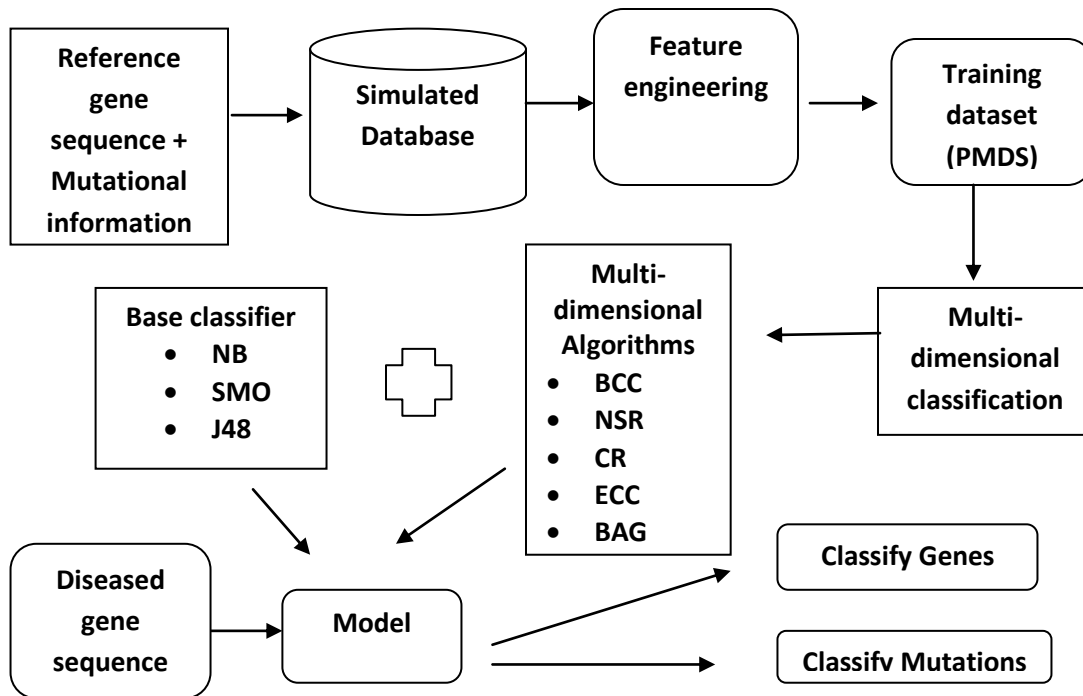 Reference
gene
sequence +
Mutational
information
Simulated
Database
Feature
engineering
Training
dataset
(PMDS)
Multi-
dimensional
classification
Multi-
dimensional
Algorithms
• BCC
• NSR
• CR
• ECC
• BAG
Base classifier
• NB
• SMO
• J48
Diseased
gene
sequence
Model
Classify Genes
Classify Mutations